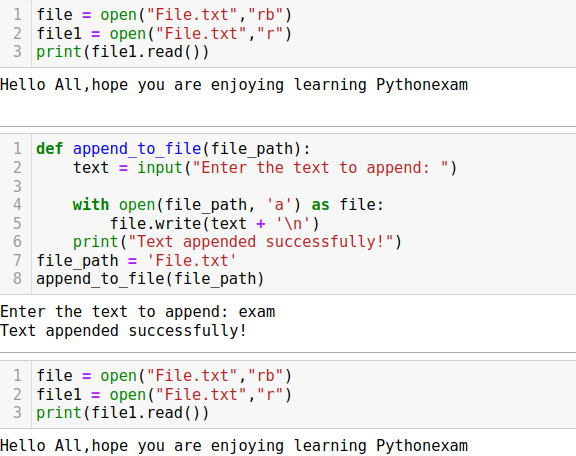 1 file = open("File.txt","rb")
2 file1 = open("File.txt","r")
3 print(file1.read())
Hello All,hope you are enjoying learning Pythonexam
1 def append_to_file(file_path):
2     text = input("Enter the text to append: ")
3
4     with open(file_path, 'a') as file:
5         file.write(text + '\n')
6     print("Text appended successfully!")
7 file_path = 'File.txt'
8 append_to_file(file_path)
Enter the text to append: exam
Text appended successfully!
1 file = open("File.txt","rb")
2 file1 = open("File.txt","r")
3 print(file1.read())
Hello All,hope you are enjoying learning Pythonexam